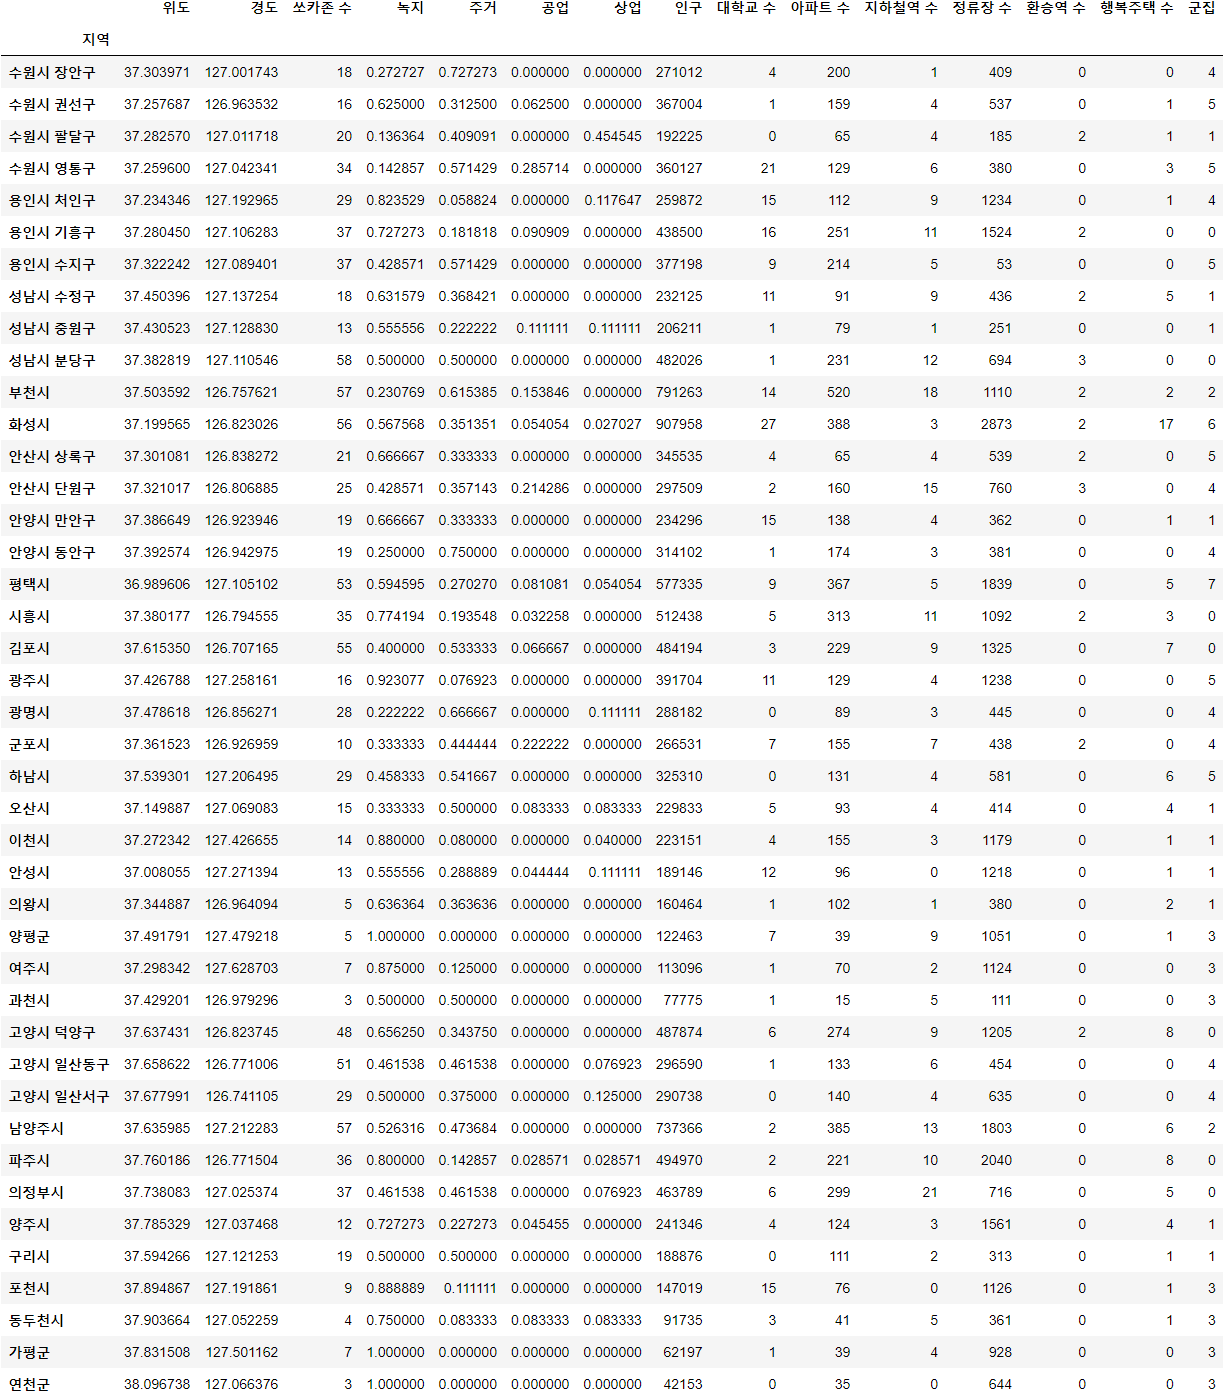 위도 경도 쏘카존 수 녹지 주거 공업 상업 인구 대학교 수 아파트 수 지하철역 수 정류장 수 환승역 수 행복주택 수 군집
지역
수원시 장안구 37.303971 127.001743 18 0.272727 0.727273 0.000000 0.000000 271012 4 200 1 409 0 0 4
수원시 권선구 37.257687 126.963532 16 0.625000 0.312500 0.062500 0.000000 367004 1 159 4 537 0 1 5
수원시 팔달구 37.282570 127.011718 20 0.136364 0.409091 0.000000 0.454545 192225 0 65 4 185 2 1 1
수원시 영통구 37.259600 127.042341 34 0.142857 0.571429 0.285714 0.000000 360127 21 129 6 380 0 3 5
용인시 처인구 37.234346 127.192965 29 0.823529 0.058824 0.000000 0.117647 259872 15 112 9 1234 0 1 4
용인시 기흥구 37.280450 127.106283 37 0.727273 0.181818 0.090909 0.000000 438500 16 251 11 1524 2 0 0
용인시 수지구 37.322242 127.089401 37 0.428571 0.571429 0.000000 0.000000 377198 9 214 5 53 0 0 5
성남시 수정구 37.450396 127.137254 18 0.631579 0.368421 0.000000 0.000000 232125 11 91 9 436 2 5 1
성남시 중원구 37.430523 127.128830 13 0.555556 0.222222 0.111111 0.111111 206211 1 79 1 251 0 0 1
성남시 분당구 37.382819 127.110546 58 0.500000 0.500000 0.000000 0.000000 482026 1 231 12 694 3 0 0
부천시 37.503592 126.757621 57 0.230769 0.615385 0.153846 0.000000 791263 14 520 18 1110 2 2 2
화성시 37.199565 126.823026 56 0.567568 0.351351 0.054054 0.027027 907958 27 388 3 2873 2 17 6
안산시 상록구 37.301081 126.838272 21 0.666667 0.333333 0.000000 0.000000 345535 4 65 4 539 2 0 5
안산시 단원구 37.321017 126.806885 25 0.428571 0.357143 0.214286 0.000000 297509 2 160 15 760 3 0 4
안양시 만안구 37.386649 126.923946 19 0.666667 0.333333 0.000000 0.000000 234296 15 138 4 362 0 1 1
안양시 동안구 37.392574 126.942975 19 0.250000 0.750000 0.000000 0.000000 314102 1 174 3 381 0 0 4
평택시 36.989606 127.105102 53 0.594595 0.270270 0.081081 0.054054 577335 9 367 5 1839 0 5 7
시흥시 37.380177 126.794555 35 0.774194 0.193548 0.032258 0.000000 512438 5 313 11 1092 2 3 0
김포시 37.615350 126.707165 55 0.400000 0.533333 0.066667 0.000000 484194 3 229 9 1325 0 7 0
광주시 37.426788 127.258161 16 0.923077 0.076923 0.000000 0.000000 391704 11 129 4 1238 0 0 5
광명시 37.478618 126.856271 28 0.222222 0.666667 0.000000 0.111111 288182 0 89 3 445 0 0 4
군포시 37.361523 126.926959 10 0.333333 0.444444 0.222222 0.000000 266531 7 155 7 438 2 0 4
하남시 37.539301 127.206495 29 0.458333 0.541667 0.000000 0.000000 325310 0 131 4 581 0 6 5
오산시 37.149887 127.069083 15 0.333333 0.500000 0.083333 0.083333 229833 5 93 4 414 0 4 1
이천시 37.272342 127.426655 14 0.880000 0.080000 0.000000 0.040000 223151 4 155 3 1179 0 1 1
안성시 37.008055 127.271394 13 0.555556 0.288889 0.044444 0.111111 189146 12 96 0 1218 0 1 1
의왕시 37.344887 126.964094 5 0.636364 0.363636 0.000000 0.000000 160464 1 102 1 380 0 2 1
양평군 37.491791 127.479218 5 1.000000 0.000000 0.000000 0.000000 122463 7 39 9 1051 0 1 3
여주시 37.298342 127.628703 7 0.875000 0.125000 0.000000 0.000000 113096 1 70 2 1124 0 0 3
과천시 37.429201 126.979296 3 0.500000 0.500000 0.000000 0.000000 77775 1 15 5 111 0 0 3
고양시 덕양구 37.637431 126.823745 48 0.656250 0.343750 0.000000 0.000000 487874 6 274 9 1205 2 8 0
고양시 일산동구 37.658622 126.771006 51 0.461538 0.461538 0.000000 0.076923 296590 1 133 6 454 0 0 4
고양시 일산서구 37.677991 126.741105 29 0.500000 0.375000 0.000000 0.125000 290738 0 140 4 635 0 0 4
남양주시 37.635985 127.212283 57 0.526316 0.473684 0.000000 0.000000 737366 2 385 13 1803 0 6 2
파주시 37.760186 126.771504 36 0.800000 0.142857 0.028571 0.028571 494970 2 221 10 2040 0 8 0
의정부시 37.738083 127.025374 37 0.461538 0.461538 0.000000 0.076923 463789 6 299 21 716 0 5 0
양주시 37.785329 127.037468 12 0.727273 0.227273 0.045455 0.000000 241346 4 124 3 1561 0 4 1
구리시 37.594266 127.121253 19 0.500000 0.500000 0.000000 0.000000 188876 0 111 2 313 0 1 1
포천시 37.894867 127.191861 9 0.888889 0.111111 0.000000 0.000000 147019 15 76 0 1126 0 1 3
동두천시 37.903664 127.052259 4 0.750000 0.083333 0.083333 0.083333 91735 3 41 5 361 0 1 3
가평군 37.831508 127.501162 7 1.000000 0.000000 0.000000 0.000000 62197 1 39 4 928 0 0 3
연천군 38.096738 127.066376 3 1.000000 0.000000 0.000000 0.000000 42153 0 35 0 644 0 0 3